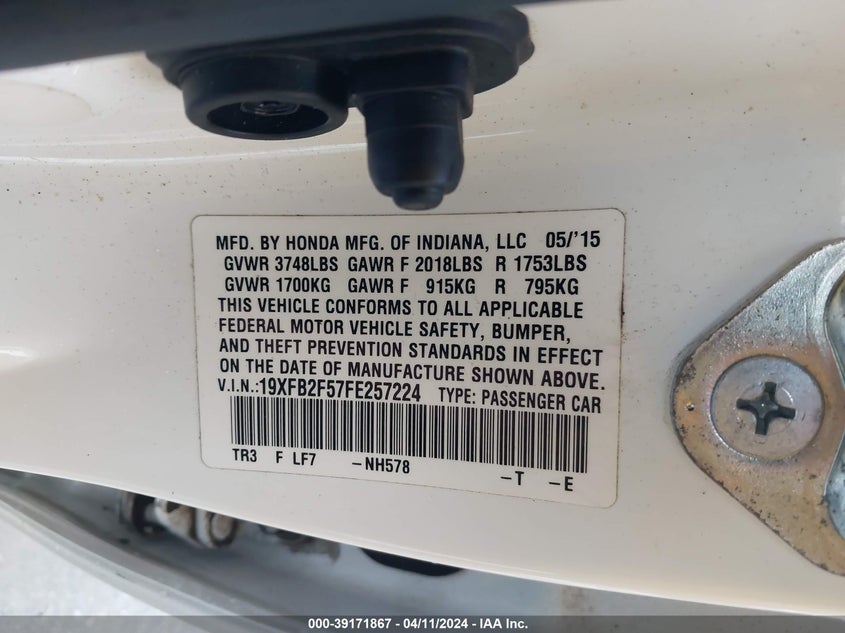 MFD. BY HONDA MFG. OF INDIANA, LLC 05/'15
GVWR 3748LBS GAWR F 2018LBS R 1753LBS
GVWR 1700KG GAWR F 915KG R 795KG
THIS VEHICLE CONFORMS TO ALL APPLICABLE
FEDERAL MOTOR VEHICLE SAFETY, BUMPER,
AND THEFT PREVENTION STANDARDS IN EFFECT
ON THE DATE OF MANUFACTURE SHOWN ABOVE.
V.I.N.:19XFB2F57FE257224 TYPE: PASSENGER CAR
TR3 F LF7 -NH578
-T -E
000-39171867 - 04/11/2024 - IAA Inc.